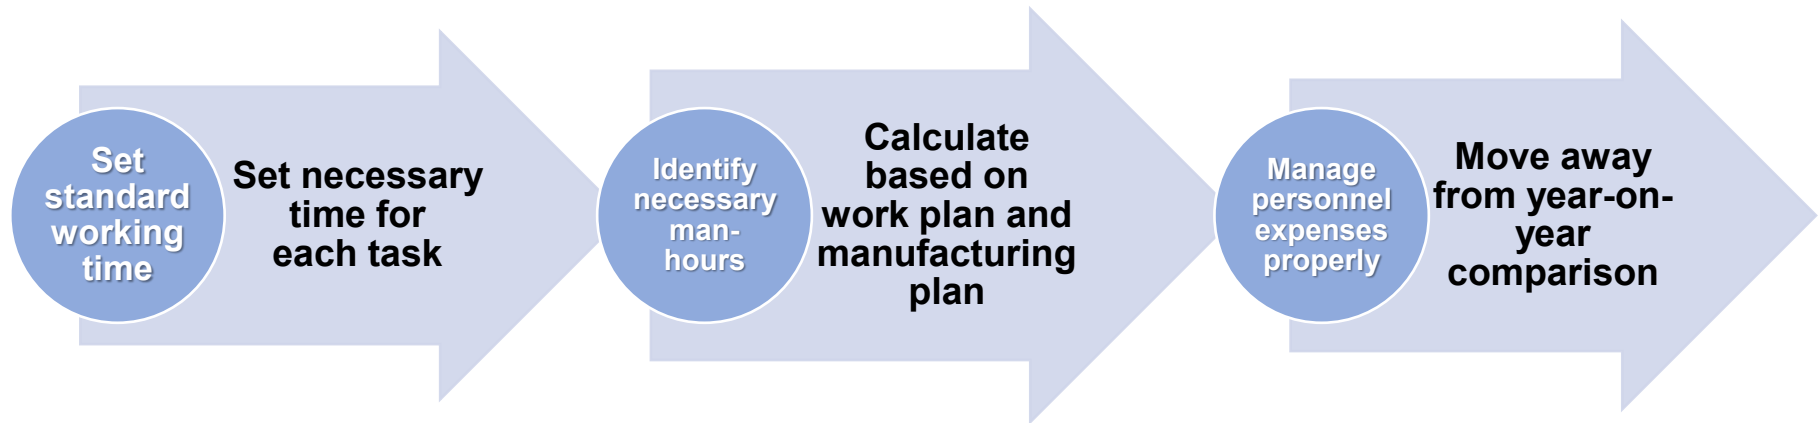 Set
standard
working
time
Set necessary
time for
each task
Identify
necessary
man-
hours
Calculate
based on
work plan and
manufacturing
plan
Manage
personnel
expenses
properly
Move away
from year-on-
year
comparison